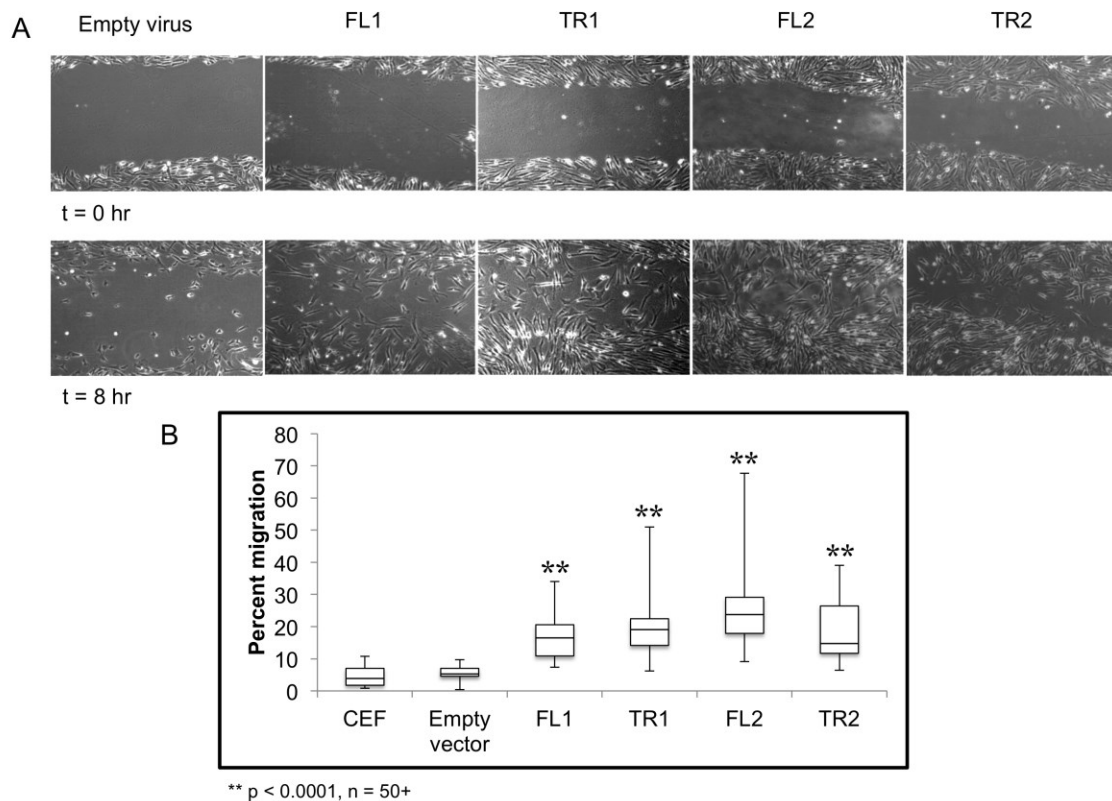 A
Empty virus FL1 TR1 FL2 TR2
t = 0 hr
t = 8 hr
B
Percent migration
80
70
60
50
40
30
20
10
0
** ** ** **
CEF Empty vector FL1 TR1 FL2 TR2
** p < 0.0001, n = 50+